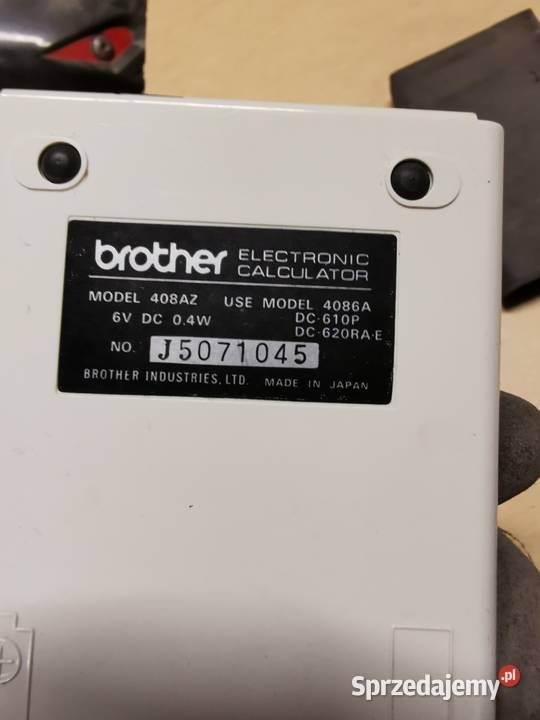 brother ELECTRONIC CALCULATOR
MODEL 408AZ USE MODEL 4086A
6V DC 0.4W DC-610P
DC-620RA·E
NO. J5071045
BROTHER INDUSTRIES, LTD. MADE IN JAPAN
Sprzedajemy.pl